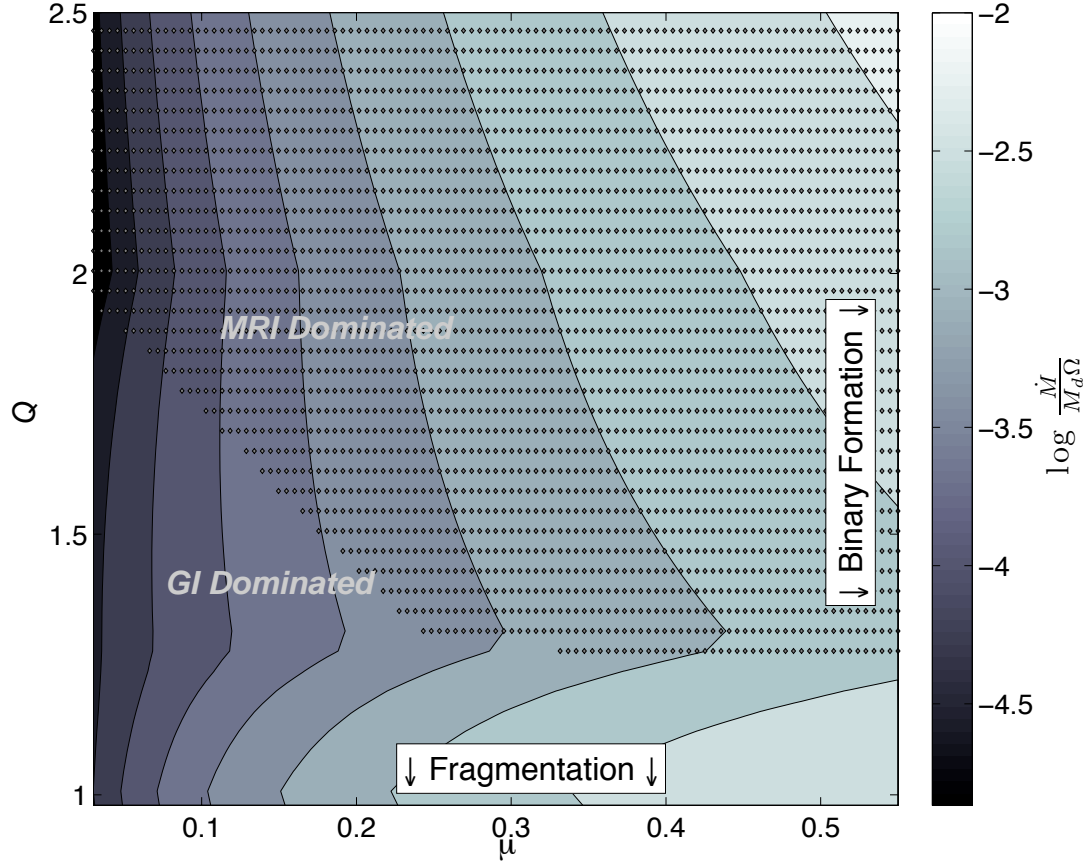 2.5
2
1.5
1
Q
0.1
0.2
0.3
0.4
0.5
μ
MRI Dominated
GI Dominated
↓ Fragmentation ↓
↓ Binary Formation ↓
−2
−2.5
−3
−3.5
−4
−4.5
log Ṁ / M_d Ω